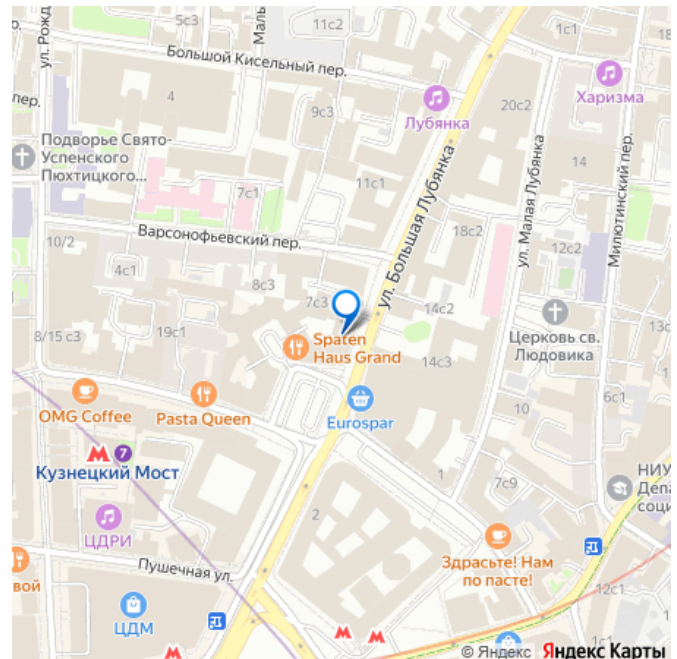 5с3
11с2
1с1
ул. Рожд
Малы
Большой Кисельный пер.
Харизма
4
9с3
Лубянка
20с2
пер.
Подворье Свято-
Успенского
Пюхтицкого...
7с1
11с1
14
ул. Большая Лубянка
ул. Малая Лубянка
Милютинский пер.
10/2
Варсонофьевский пер.
18с2
12с2
4с1
8с3
7с3
14с2
13с
8/15 с3
19с1
Spaten
Haus Grand
14с3
Церковь св.
Людовика
OMG Coffee
Pasta Queen
Eurospar
10
6с1
7
Кузнецкий Мост
1
7с9
НИУ
Депа
соци
ЦДРИ
2
Пушечная ул.
Здрасьте! Нам
по пасте!
вой
ЦДМ
12с1
1с1
© Яндекс Яндекс Карты